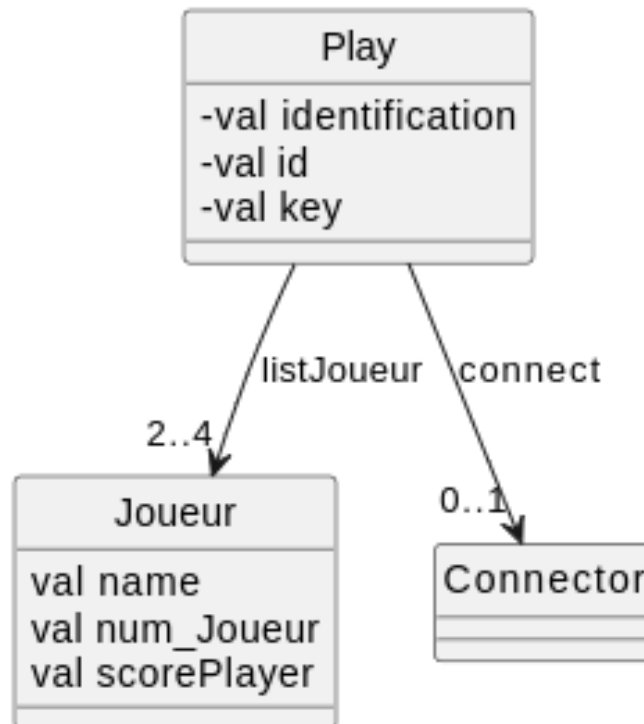 Play
-val identification
-val id
-val key
listJoueur
connect
2..4
0..1
Joueur
val name
val num_Joueur
val scorePlayer
Connector